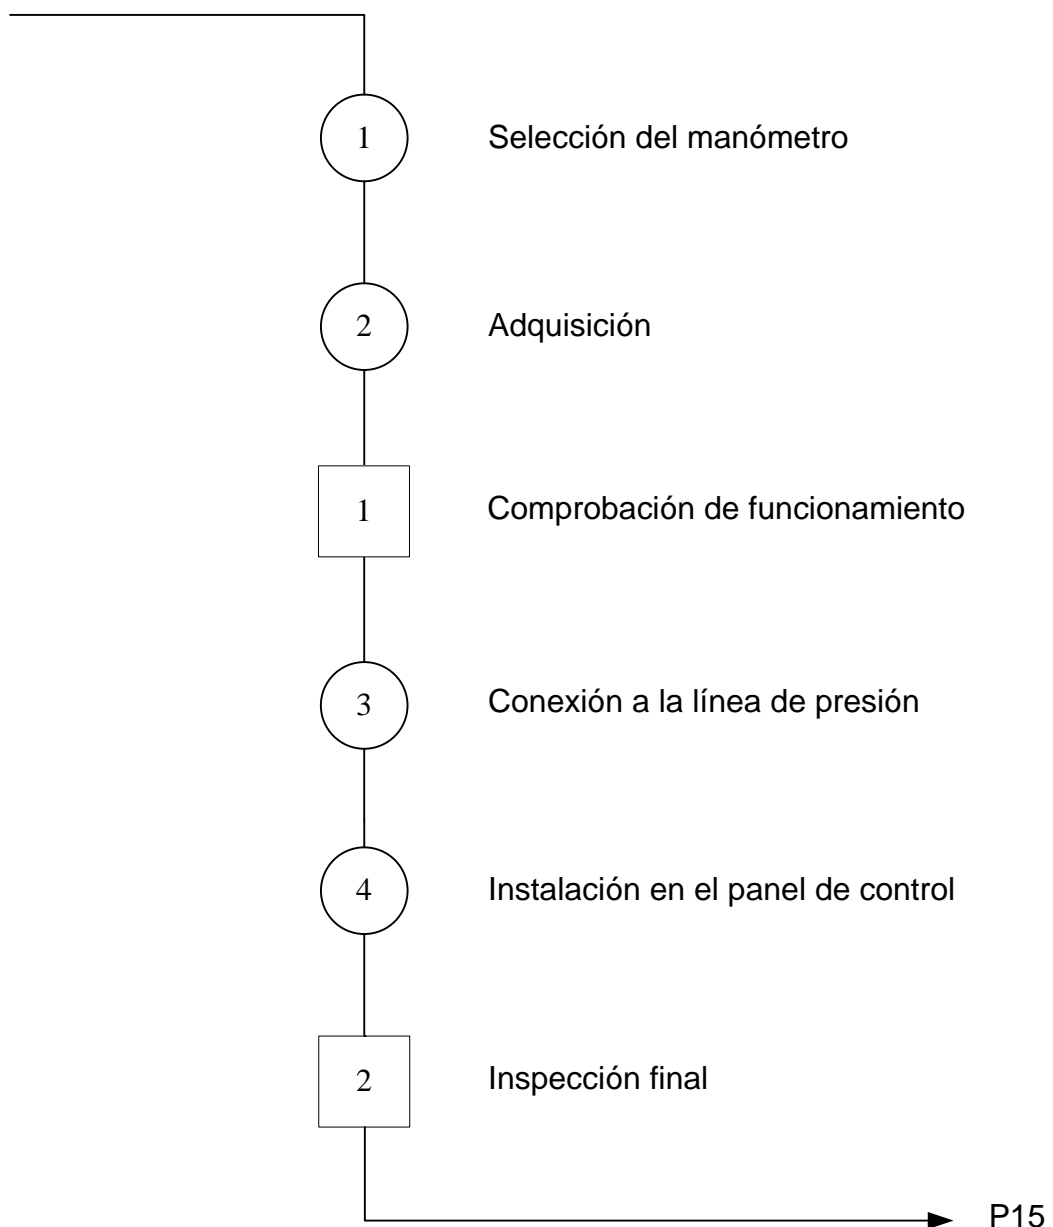 1 Selección del manómetro
2 Adquisición
1 Comprobación de funcionamiento
3 Conexión a la línea de presión
4 Instalación en el panel de control
2 Inspección final
P15